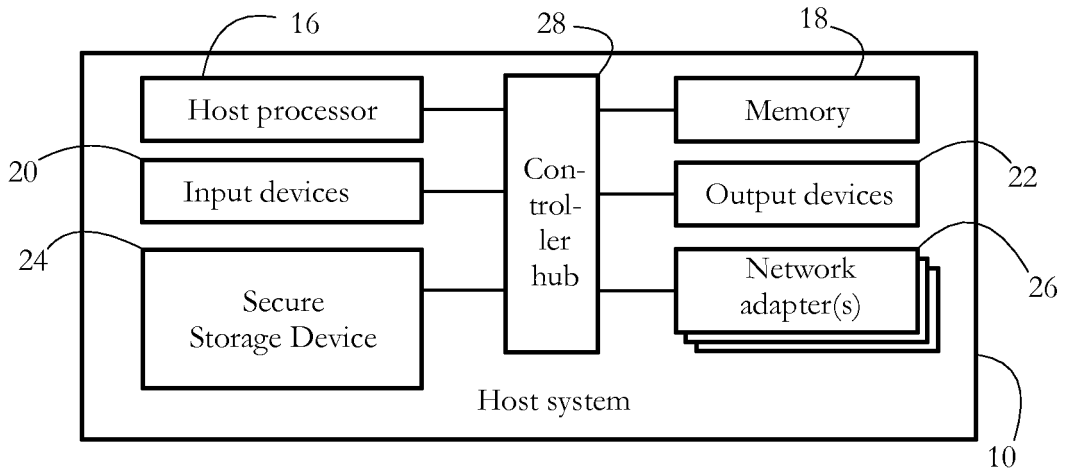 16
28
18
Host processor
Memory
20
Input devices
Con-
trol-
ler
hub
Output devices
22
24
Secure
Storage Device
Network
adapter(s)
26
Host system
10